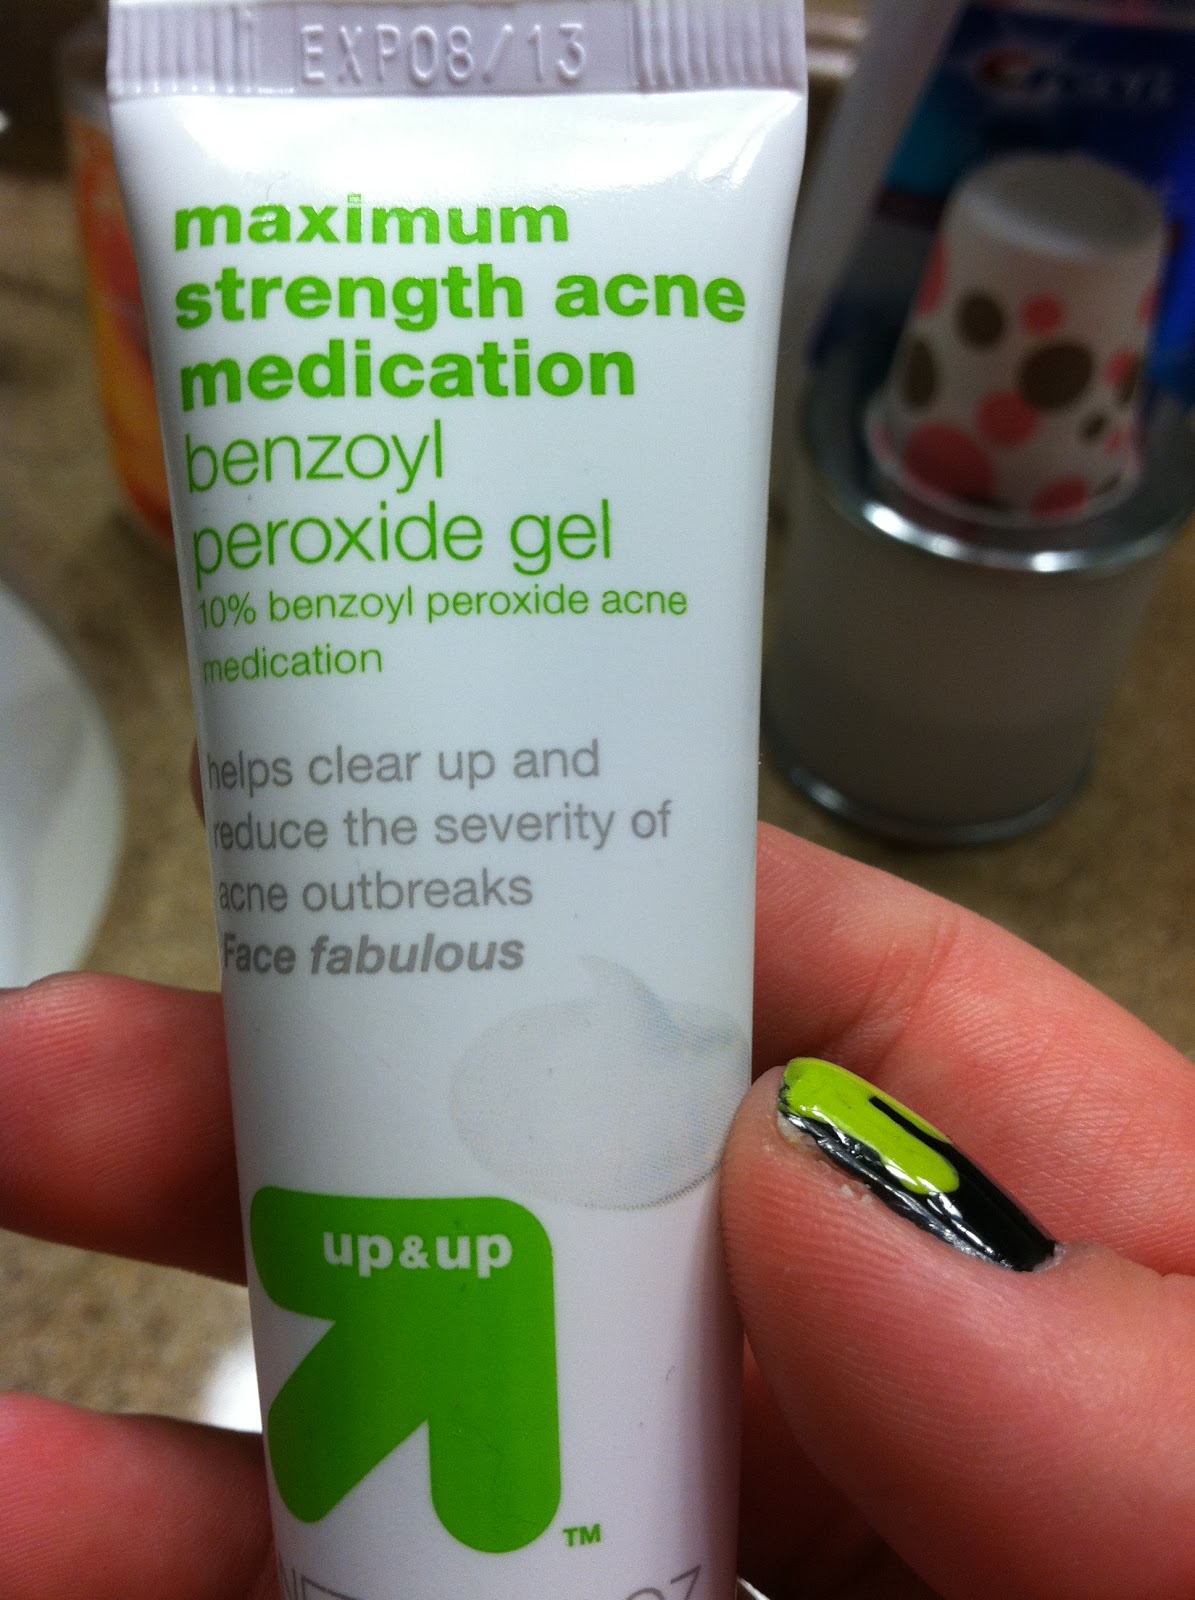 EXP08/13
maximum
strength acne
medication
benzoyl
peroxide gel
10% benzoyl peroxide acne
medication
helps clear up and
reduce the severity of
acne outbreaks
Face fabulous
up&up
TM